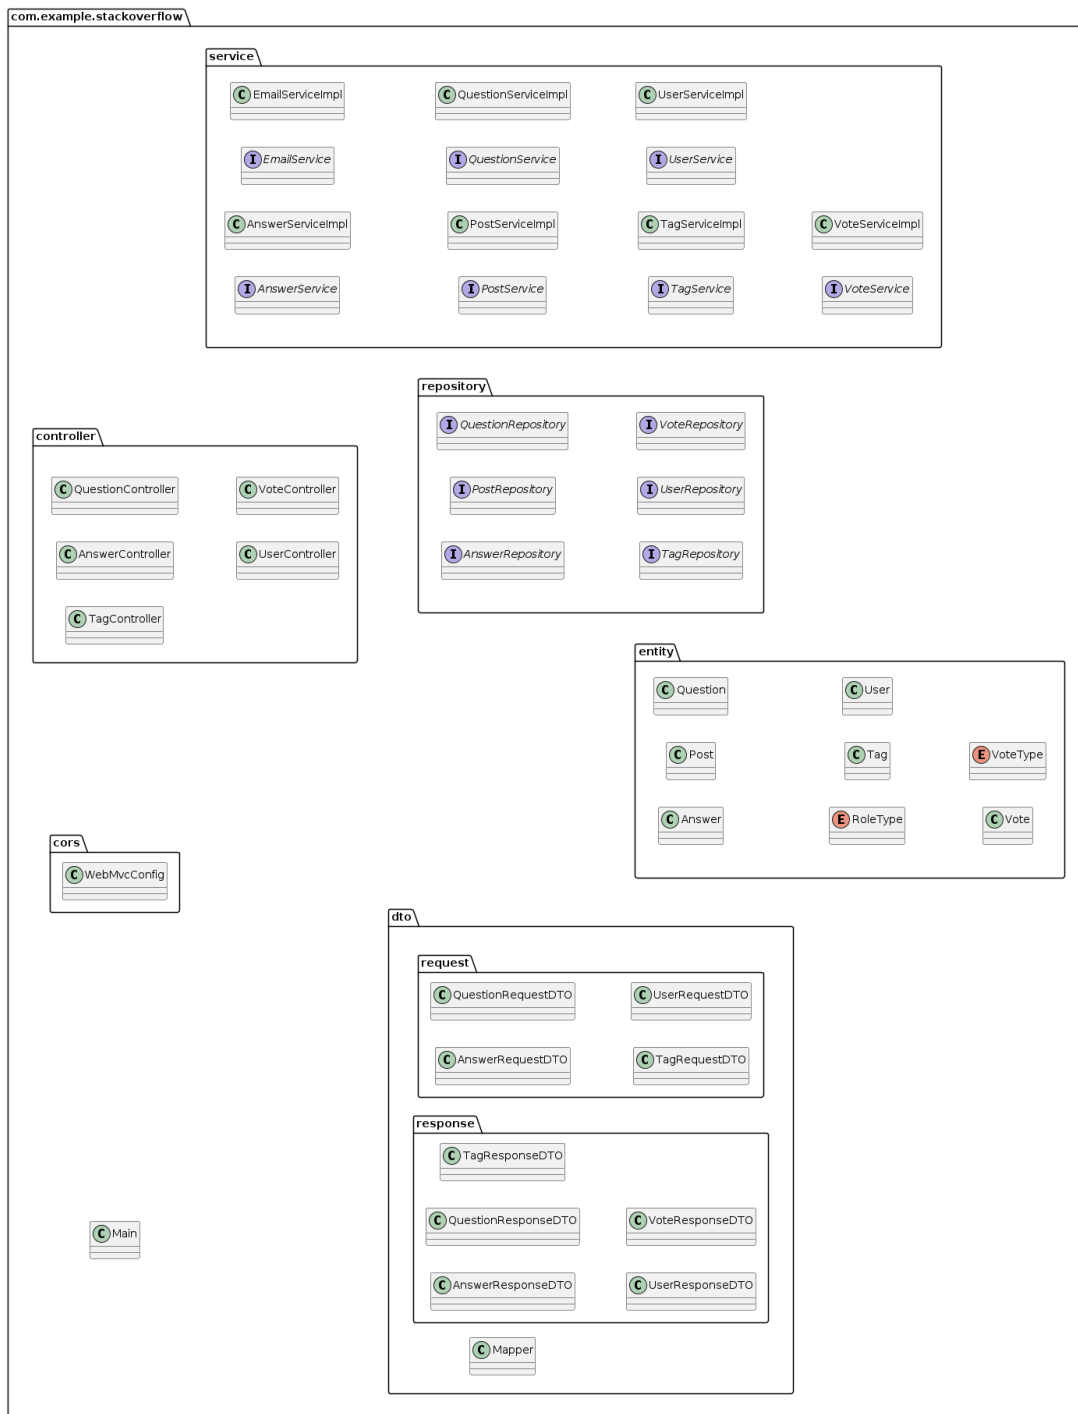 com.example.stackoverflow
service
C EmailServiceImpl
C QuestionServiceImpl
C UserServiceImpl
I EmailService
I QuestionService
I UserService
C AnswerServiceImpl
C PostServiceImpl
C TagServiceImpl
C VoteServiceImpl
I AnswerService
I PostService
I TagService
I VoteService
repository
I QuestionRepository
I VoteRepository
I PostRepository
I UserRepository
I AnswerRepository
I TagRepository
controller
C QuestionController
C VoteController
C AnswerController
C UserController
C TagController
entity
C Question
C User
C Post
C Tag
E VoteType
C Answer
E RoleType
C Vote
cors
C WebMvcConfig
dto
request
C QuestionRequestDTO
C UserRequestDTO
C AnswerRequestDTO
C TagRequestDTO
response
C TagResponseDTO
C QuestionResponseDTO
C VoteResponseDTO
C AnswerResponseDTO
C UserResponseDTO
C Mapper
C Main